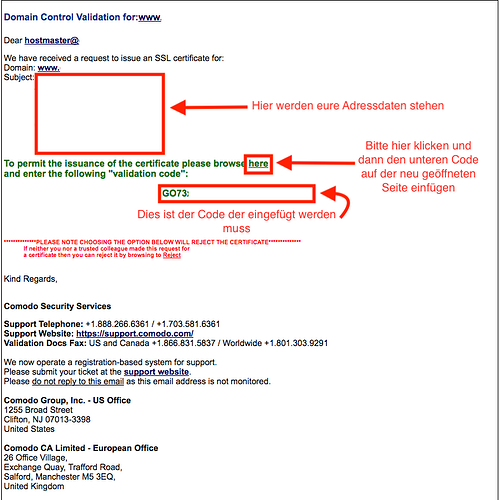 Domain Control Validation for:www.
Dear hostmaster@
We have received a request to issue an SSL certificate for:
Domain: www.
Subject:
Hier werden eure Adressdaten stehen
To permit the issuance of the certificate please browse here
and enter the following "validation code":
Bitte hier klicken und
dann den unteren Code
auf der neu geöffneten
Seite einfügen
GO73:
Dies ist der Code der eingefügt werden
muss
**************PLEASE NOTE CHOOSING THE OPTION BELOW WILL REJECT THE CERTIFICATE**************
If neither you nor a trusted colleague made this request for
a certificate then you can reject it by browsing to Reject
Kind Regards,
Comodo Security Services
Support Telephone: +1.888.266.6361 / +1.703.581.6361
Support Website: https://support.comodo.com/
Validation Docs Fax: US and Canada +1.866.831.5837 / Worldwide +1.801.303.9291
We now operate a registration-based system for support.
Please submit your ticket at the support website.
Please do not reply to this email as this email address is not monitored.
Comodo Group, Inc. - US Office
1255 Broad Street
Clifton, NJ 07013-3398
United States
Comodo CA Limited - European Office
26 Office Village,
Exchange Quay, Trafford Road,
Salford, Manchester M5 3EQ,
United Kingdom